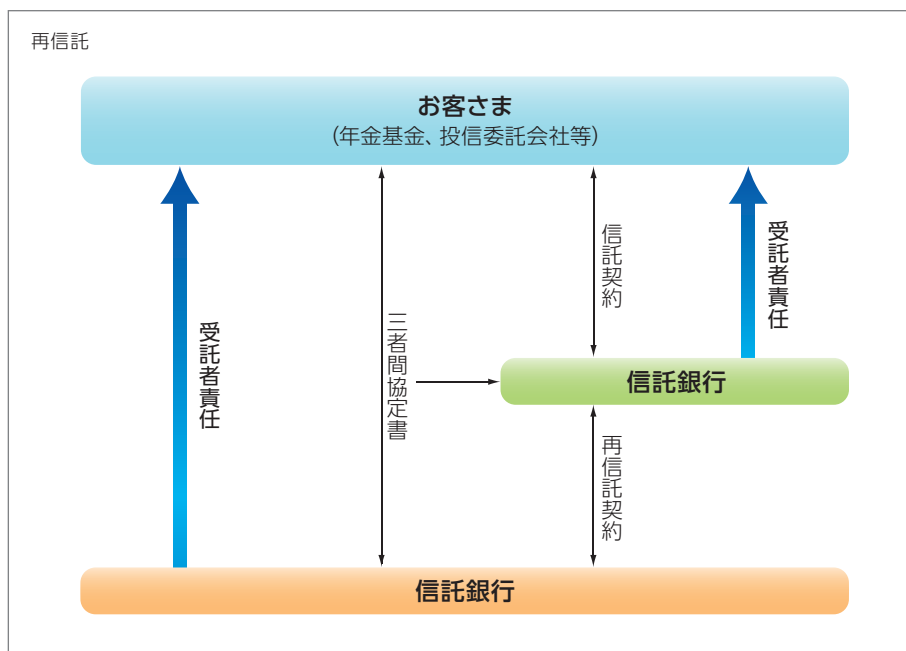 再信託
お客さま
(年金基金、投信委託会社等)
信託契約
受託者責任
三者間協定書
受託者責任
信託銀行
再信託契約
信託銀行